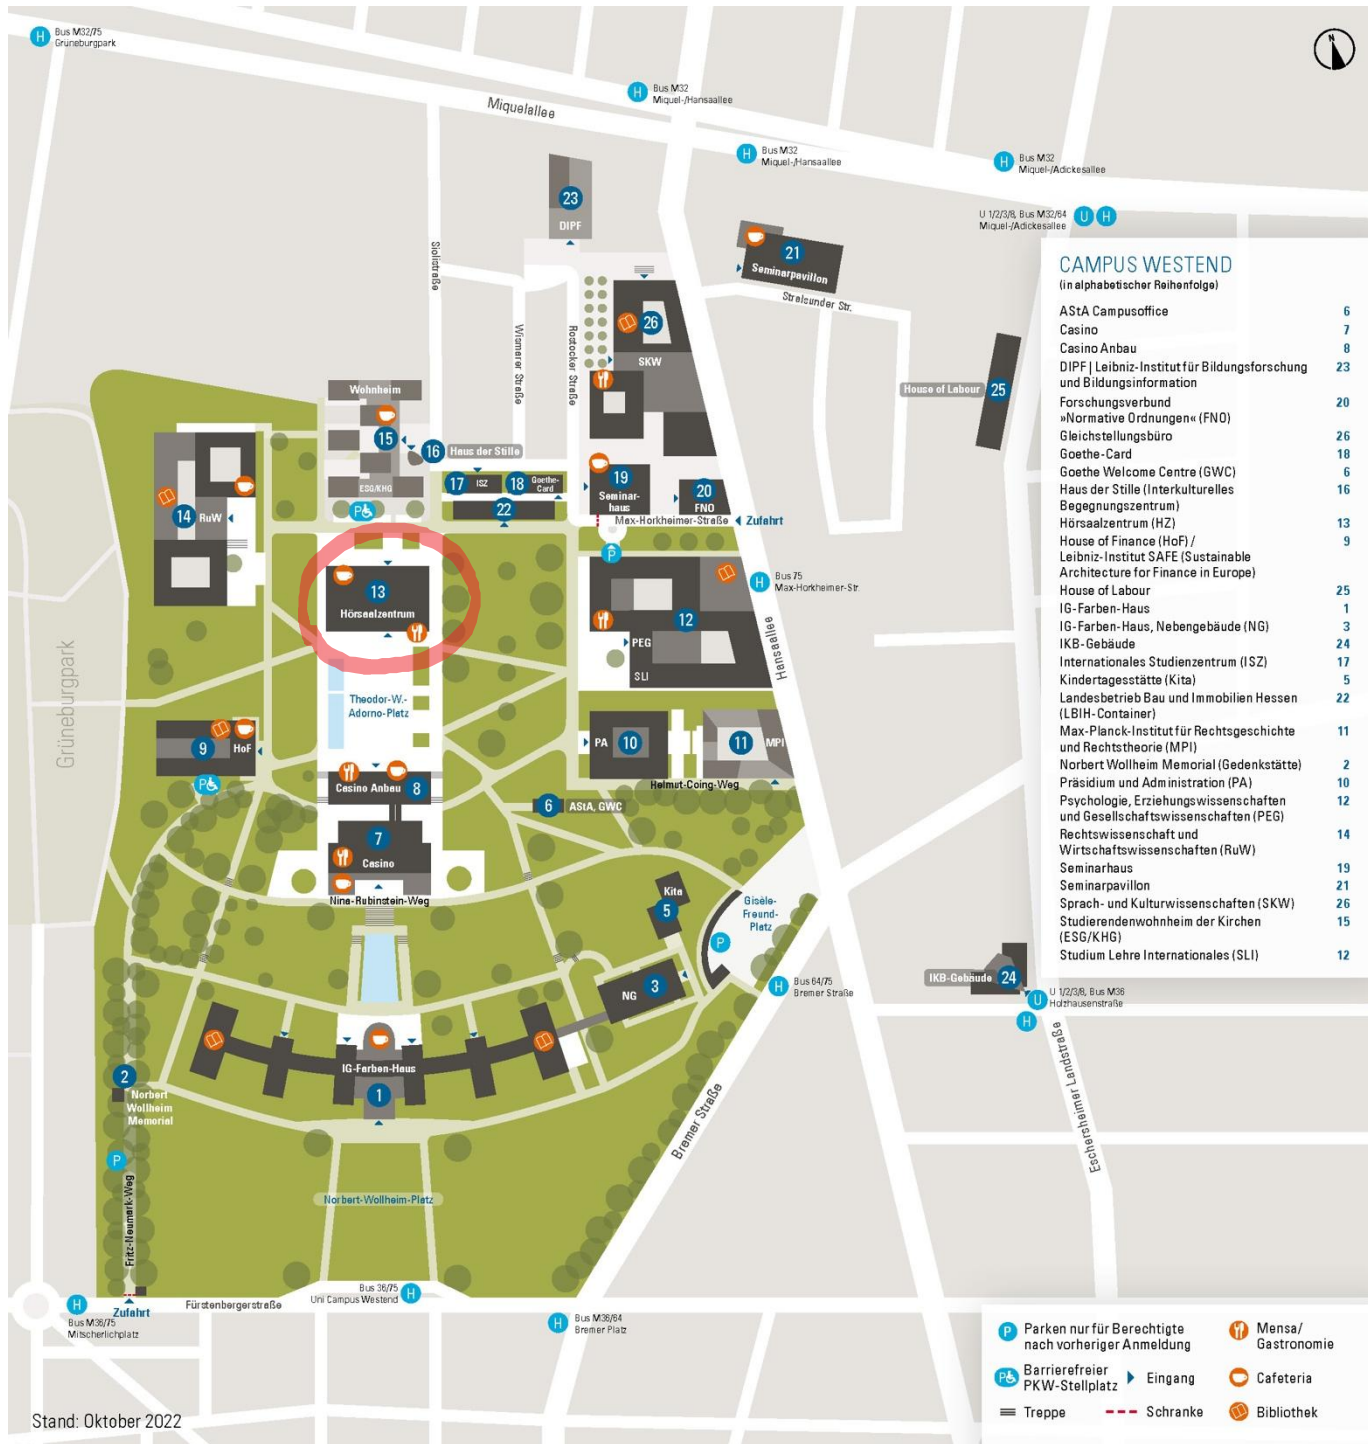 Bus M32/75
Grüneburgpark
N
Bus M32
Miquel-/Hansaallee
Miquelallee
H
Bus M32
Miquel-/Hansaallee
H
Bus M32
Miquel-/Adickesallee
U 1/2/3/8, Bus M32/64
Miquel-/Adickesallee
U H
23
DIPF
21
Seminarpavillon
Stralsunder Str.
Siolistraße
Wismarer Straße
Rostocker Straße
26
SKW
House of Labour
25
Wohnheim
15
16
Haus der Stille
ESG/KHG
17
ISZ
18
Goethe-
Card
22
19
Seminar-
haus
20
FNO
Max-Horkheimer-Straße
Zufahrt
14
RuW
P
13
Hörsaalzentrum
P
12
PEG
SLI
H
Bus 75
Max-Horkheimer-Str.
Hansaallee
Grüneburgpark
Theodor-W.-
Adorno-Platz
9
HoF
P
PA
10
11
MPI
Helmut-Coing-Weg
Casino Anbau
8
6
AStA, GWC
7
Casino
Nina-Rubinstein-Weg
Kita
5
Gisèle-
Freund-
Platz
P
3
NG
H
Bus 64/75
Bremer Straße
IKB-Gebäude
24
U
U 1/2/3/8, Bus M36
Holzhausenstraße
H
IG-Farben-Haus
1
2
Norbert
Wollheim
Memorial
P
Fritz-Neumark-Weg
Norbert-Wollheim-Platz
Bremer Straße
Eschersheimer Landstraße
Bus 36/75
Uni Campus Westend
H
H
Bus M36/75
Mitscherlichplatz
Zufahrt
Fürstenbergerstraße
H
Bus M36/64
Bremer Platz
CAMPUS WESTEND
(in alphabetischer Reihenfolge)
AStA Campusoffice 6
Casino 7
Casino Anbau 8
DIPF | Leibniz-Institut für Bildungsforschung 23
und Bildungsinformation
Forschungsverbund 20
»Normative Ordnungen« (FNO)
Gleichstellungsbüro 26
Goethe-Card 18
Goethe Welcome Centre (GWC) 6
Haus der Stille (Interkulturelles 16
Begegnungszentrum)
Hörsaalzentrum (HZ) 13
House of Finance (HoF) / 9
Leibniz-Institut SAFE (Sustainable
Architecture for Finance in Europe)
House of Labour 25
IG-Farben-Haus 1
IG-Farben-Haus, Nebengebäude (NG) 3
IKB-Gebäude 24
Internationales Studienzentrum (ISZ) 17
Kindertagesstätte (Kita) 5
Landesbetrieb Bau und Immobilien Hessen 22
(LBIH-Container)
Max-Planck-Institut für Rechtsgeschichte 11
und Rechtstheorie (MPI)
Norbert Wollheim Memorial (Gedenkstätte) 2
Präsidium und Administration (PA) 10
Psychologie, Erziehungswissenschaften 12
und Gesellschaftswissenschaften (PEG)
Rechtswissenschaft und 14
Wirtschaftswissenschaften (RuW)
Seminarhaus 19
Seminarpavillon 21
Sprach- und Kulturwissenschaften (SKW) 26
Studierendenwohnheim der Kirchen 15
(ESG/KHG)
Studium Lehre Internationales (SLI) 12
P Parken nur für Berechtigte
nach vorheriger Anmeldung
Mensa/
Gastronomie
P Barrierefreier
PKW-Stellplatz
Eingang
Cafeteria
Treppe
Schranke
Bibliothek
Stand: Oktober 2022